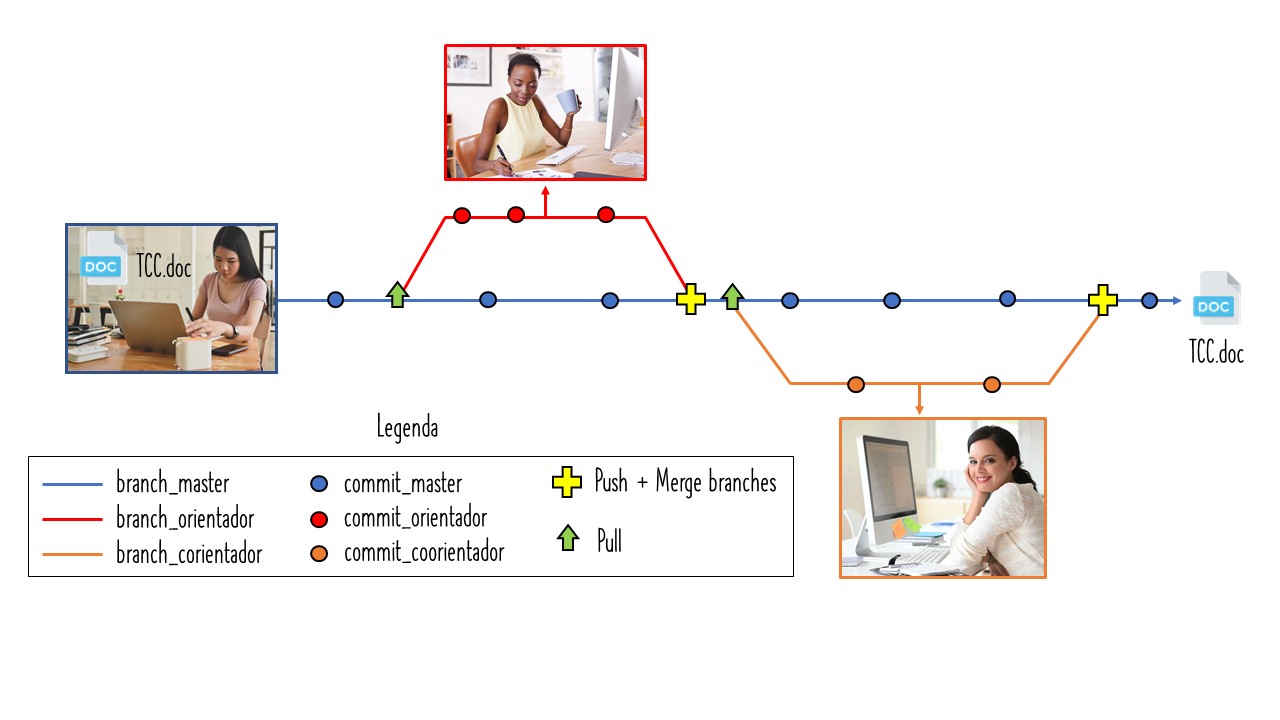 DOC
TCC.doc
DOC
TCC.doc
Legenda
branch_master
commit_master
Push + Merge branches
branch_orientador
commit_orientador
Pull
branch_corientador
commit_coorientador